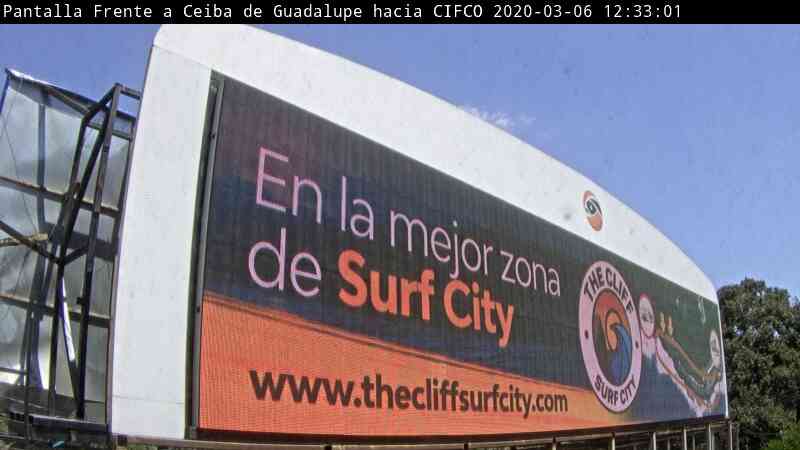 Pantalla Frente a Ceiba de Guadalupe hacia CIFCO 2020-03-06 12:33:01
En la mejor zona
de Surf City
www.thecliffsurfcity.com
THE CLIFF
SURF CITY